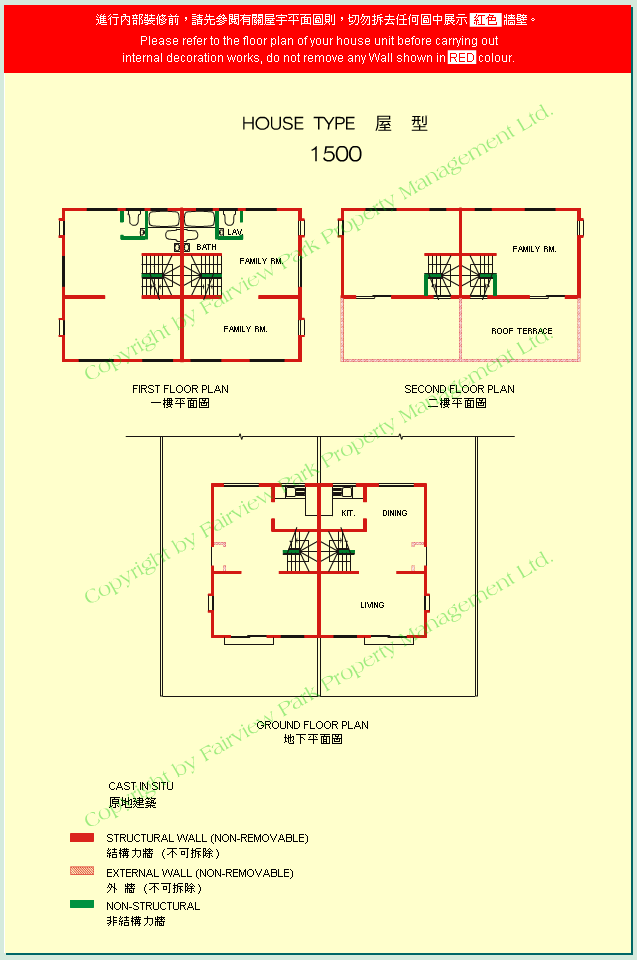 進行內部裝修前，請先參閱有關屋宇平面圖則，切勿拆去任何圖中展示 紅色 牆壁。
Please refer to the floor plan of your house unit before carrying out
internal decoration works, do not remove any Wall shown in RED colour.
HOUSE TYPE 屋 型
1500
LAV.
BATH
FAMILY RM.
FAMILY RM.
FAMILY RM.
ROOF TERRACE
FIRST FLOOR PLAN
一樓平面圖
SECOND FLOOR PLAN
二樓平面圖
KIT.
DINING
LIVING
GROUND FLOOR PLAN
地下平面圖
CAST IN SITU
原地建築
STRUCTURAL WALL (NON-REMOVABLE)
結構力牆 (不可拆除)
EXTERNAL WALL (NON-REMOVABLE)
外 牆 (不可拆除)
NON-STRUCTURAL
非結構力牆
Copyright by Fairview Park Property Management Ltd.
Copyright by Fairview Park Property Management Ltd.
Copyright by Fairview Park Property Management Ltd.